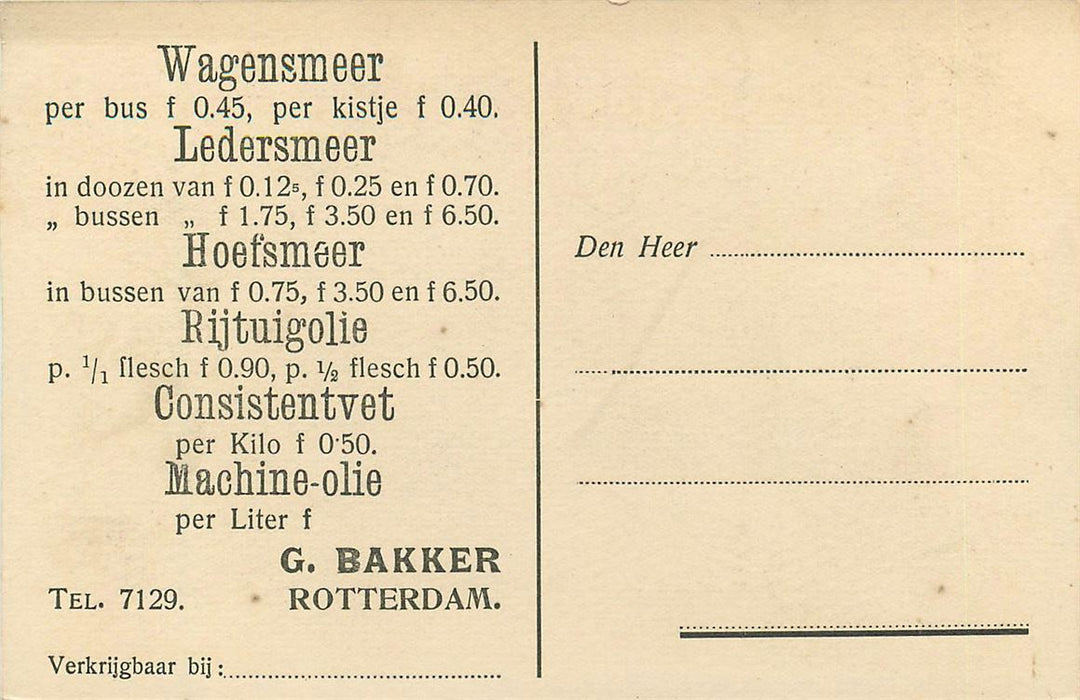 Wagensmeer
per bus f 0.45, per kistje f 0.40.
Ledersmeer
in doozen van f 0.12⁵, f 0.25 en f 0.70.
„ bussen „ f 1.75, f 3.50 en f 6.50.
Hoefsmeer
in bussen van f 0.75, f 3.50 en f 6.50.
Rijtuigolie
p. 1/1 flesch f 0.90, p. ½ flesch f 0.50.
Consistentvet
per Kilo f 0·50.
Machine-olie
per Liter f
G. BAKKER
TEL. 7129. ROTTERDAM.
Verkrijgbaar bij :
Den Heer